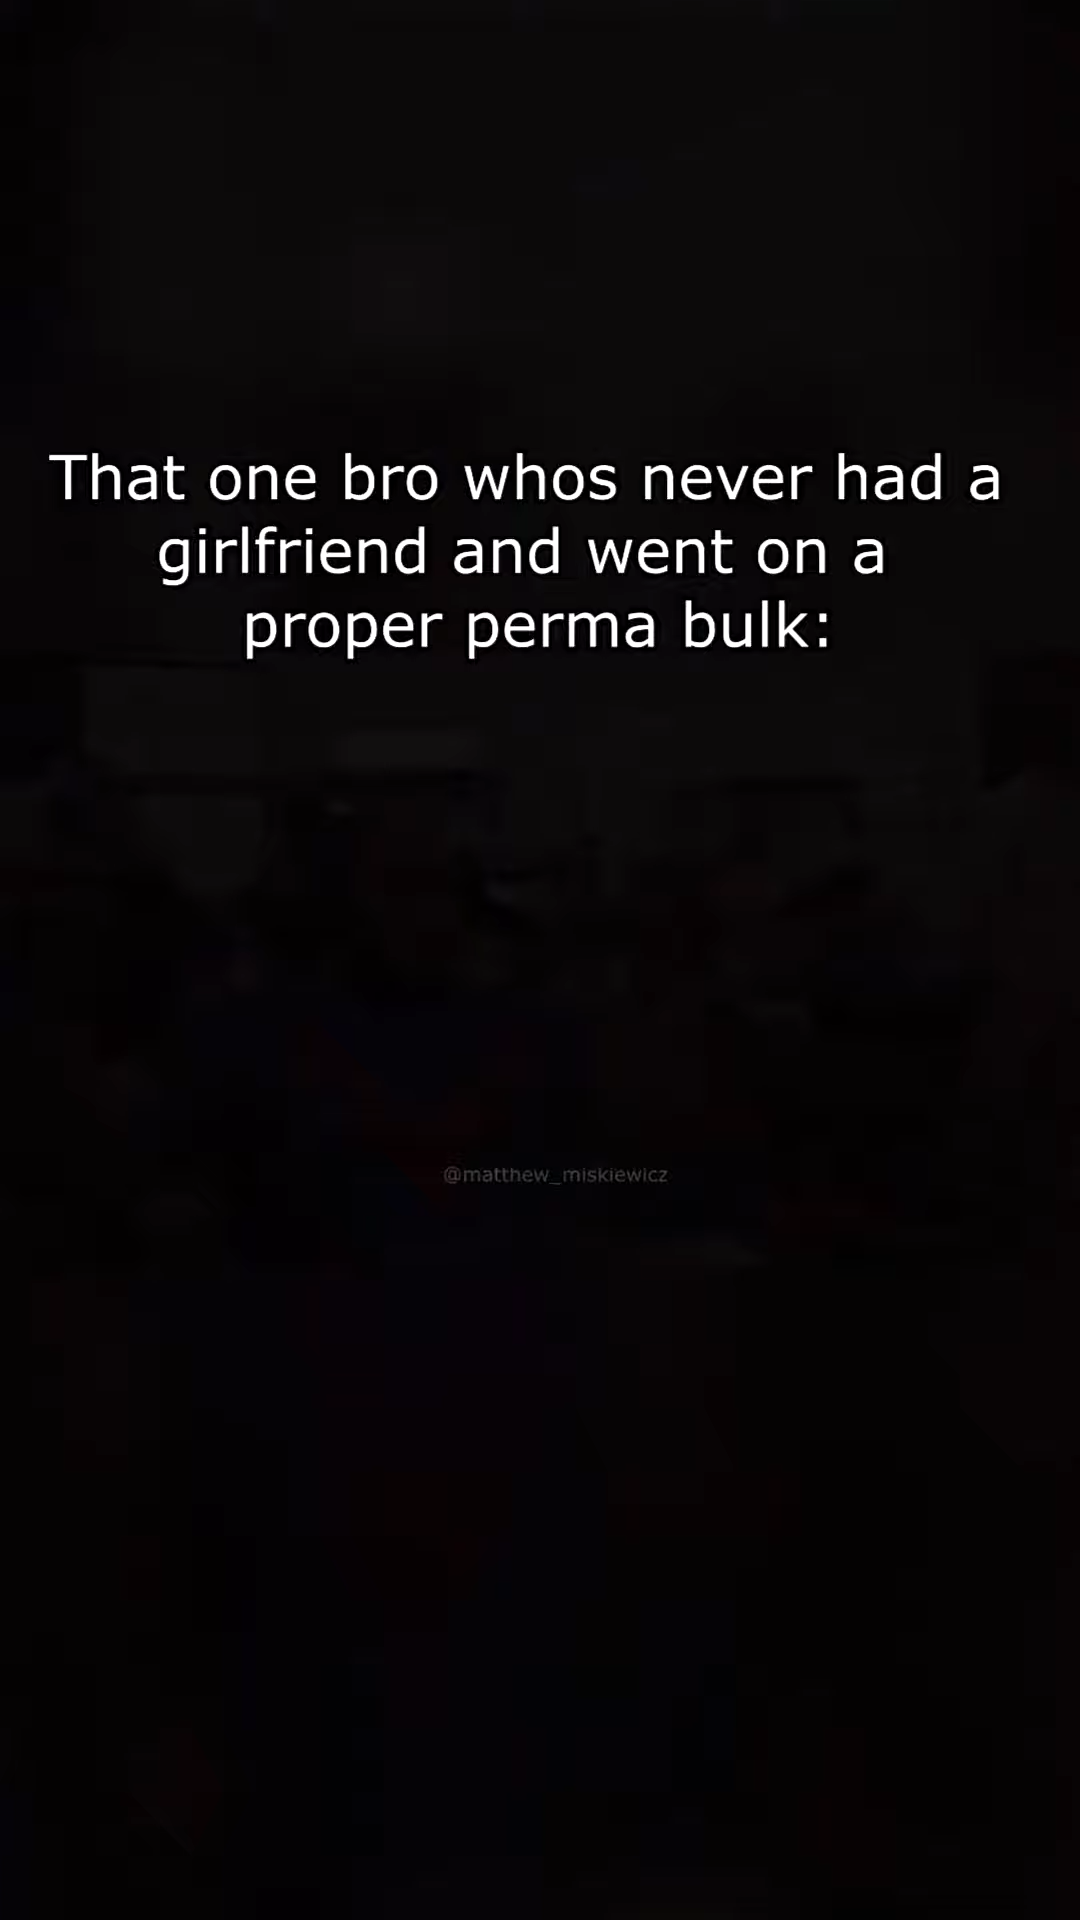 That one bro whos never had a
girlfriend and went on a
proper perma bulk:
@matthew_miskiewicz